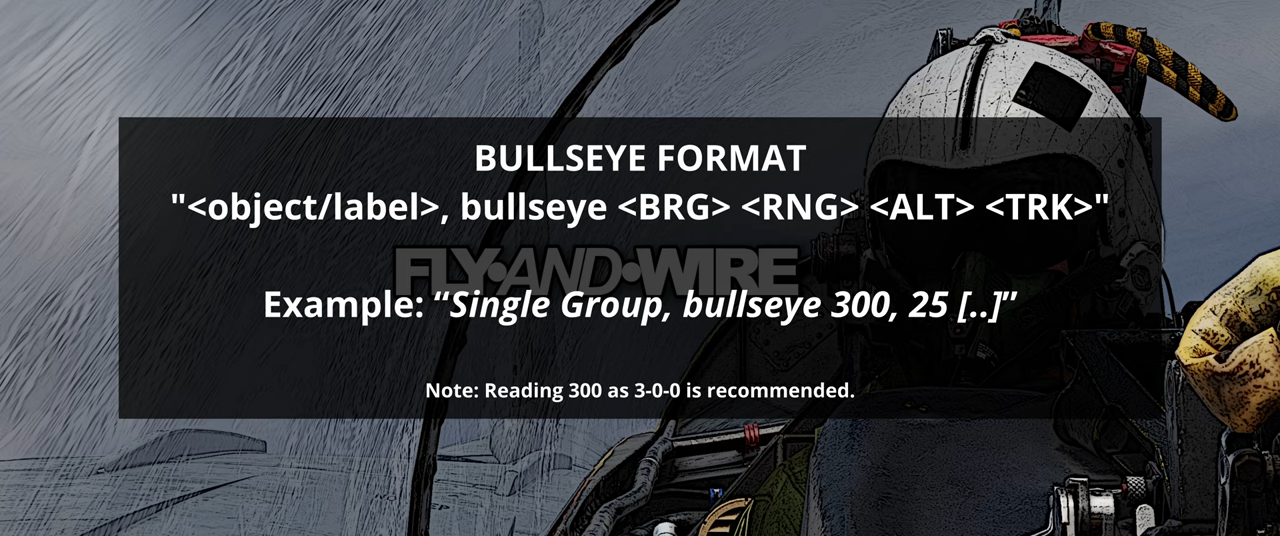 BULLSEYE FORMAT
"<object/label>, bullseye <BRG> <RNG> <ALT> <TRK>"
FLY•AND•WIRE
Example: “Single Group, bullseye 300, 25 [..]”
Note: Reading 300 as 3-0-0 is recommended.